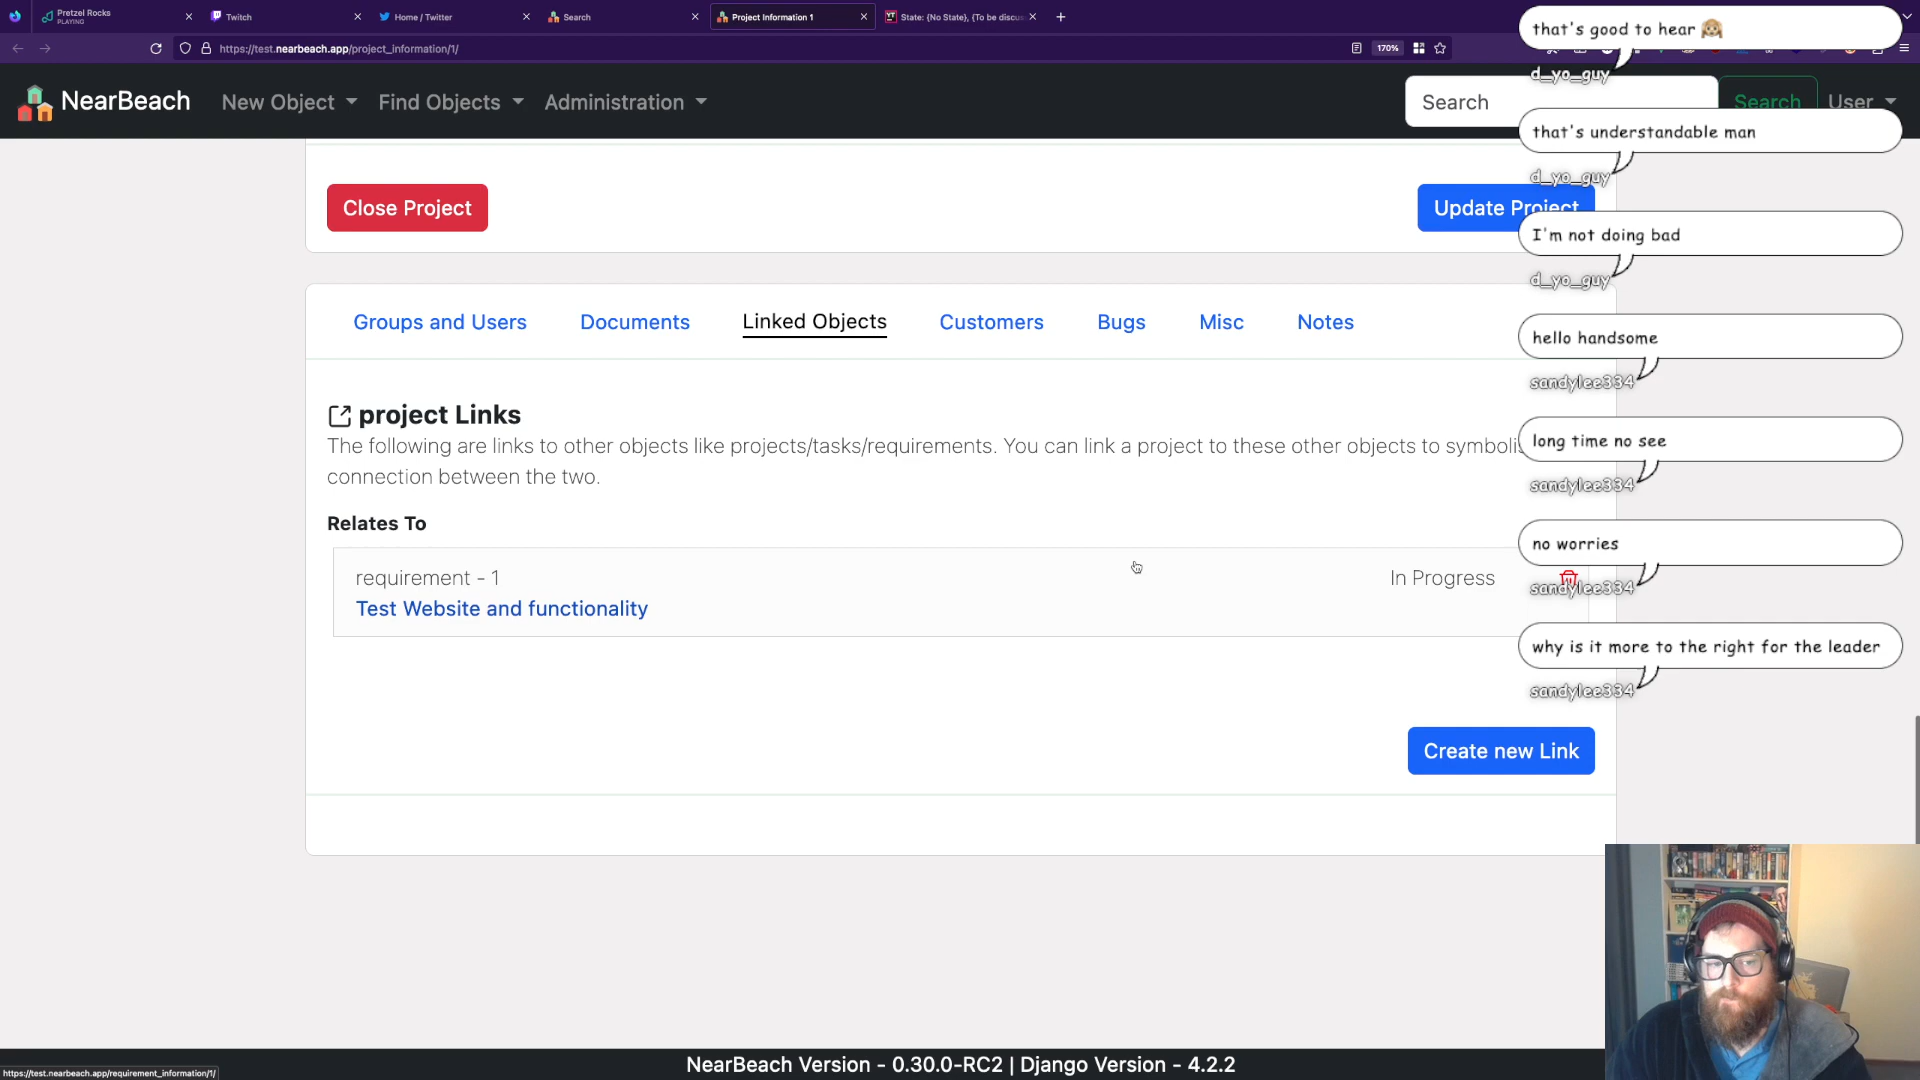 Pretzel Rocks
PLAYING
Twitch
Home / Twitter
Search
Project Information 1
State: {No State}, {To be discus
https://test.nearbeach.app/project_information/1/
170%
NearBeach
New Object
Find Objects
Administration
Search
Search
User
that's good to hear
d_yo_guy
that's understandable man
d_yo_guy
I'm not doing bad
d_yo_guy
hello handsome
sandylee334
long time no see
sandylee334
no worries
sandylee334
why is it more to the right for the leader
sandylee334
Close Project
Update Project
Groups and Users
Documents
Linked Objects
Customers
Bugs
Misc
Notes
project Links
The following are links to other objects like projects/tasks/requirements. You can link a project to these other objects to symbolis
connection between the two.
Relates To
requirement - 1
In Progress
Test Website and functionality
Create new Link
NearBeach Version - 0.30.0-RC2 | Django Version - 4.2.2
https://test.nearbeach.app/requirement_information/1/